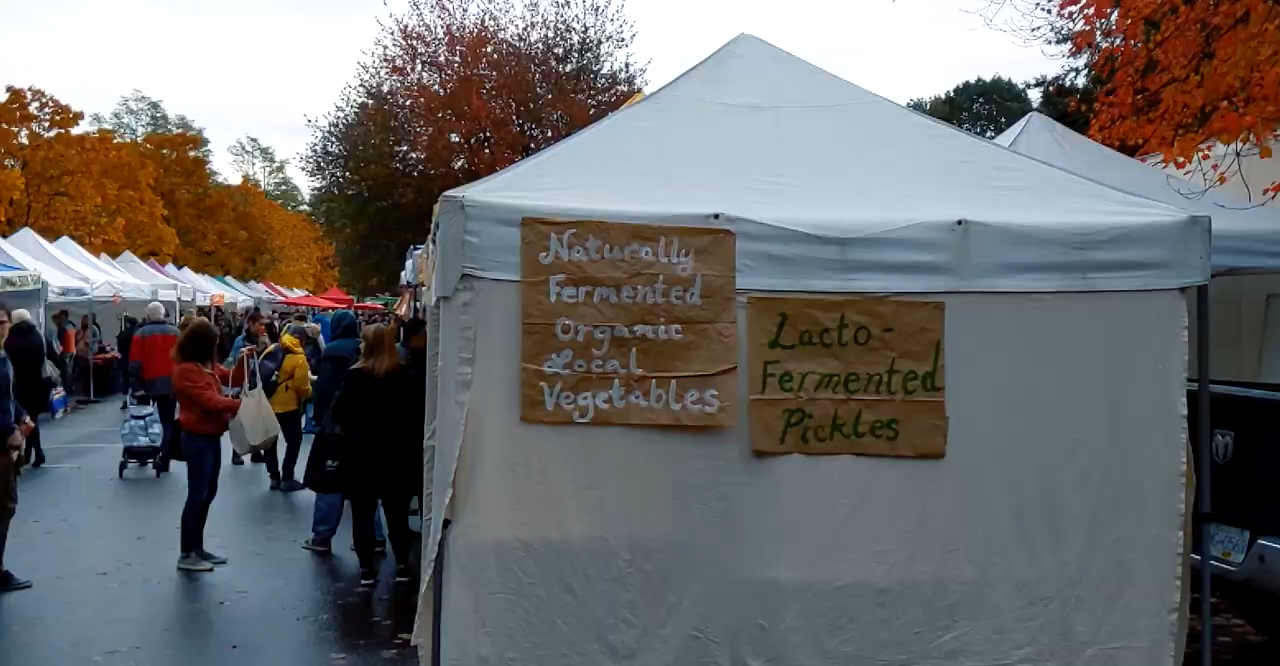 Naturally
Fermented
Organic
Local
Vegetables
Lacto-
Fermented
Pickles